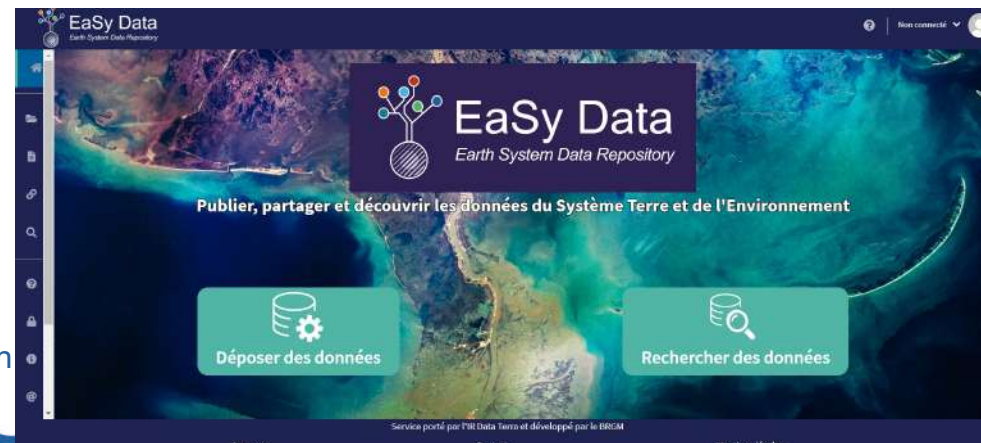 EaSy Data
Earth System Data Repository
Non connecté
EaSy Data
Earth System Data Repository
Publier, partager et découvrir les données du Système Terre et de l'Environnement
Déposer des données
Rechercher des données
n
Service porté par l'IR Data Terra et développé par le BRGM